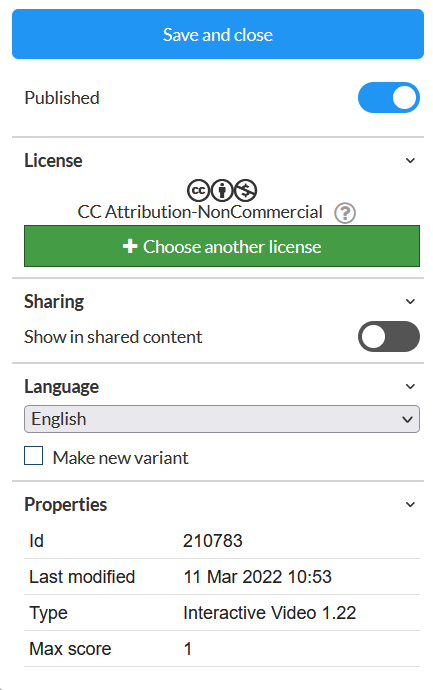 Save and close
Published
License
CC Attribution-NonCommercial ?
+ Choose another license
Sharing
Show in shared content
Language
English
Make new variant
Properties
Id 210783
Last modified 11 Mar 2022 10:53
Type Interactive Video 1.22
Max score 1